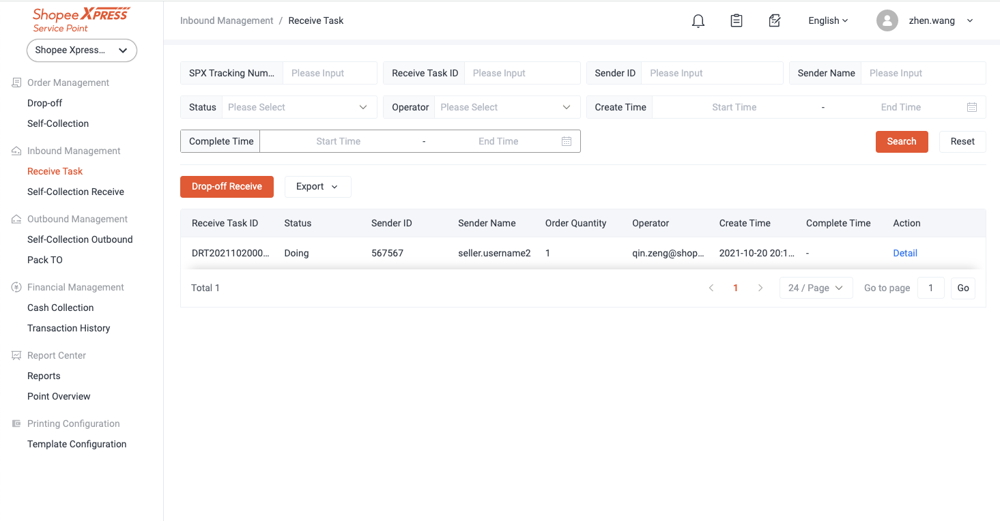 Shopee XPRESS
Service Point
Shopee Xpress...
Order Management
Drop-off
Self-Collection
Inbound Management
Receive Task
Self-Collection Receive
Outbound Management
Self-Collection Outbound
Pack TO
Financial Management
Cash Collection
Transaction History
Report Center
Reports
Point Overview
Printing Configuration
Template Configuration
Inbound Management / Receive Task
English
zhen.wang
SPX Tracking Num... Please Input
Receive Task ID Please Input
Sender ID Please Input
Sender Name Please Input
Status Please Select
Operator Please Select
Create Time Start Time - End Time
Complete Time Start Time - End Time
Search
Reset
Drop-off Receive
Export
Receive Task ID Status Sender ID Sender Name Order Quantity Operator Create Time Complete Time Action
DRT2021102000... Doing 567567 seller.username2 1 qin.zeng@shop... 2021-10-20 20:1... - Detail
Total 1
< 1 > 24 / Page Go to page 1 Go